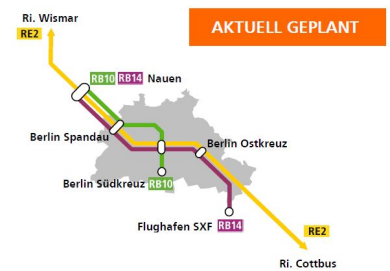 Ri. Wismar
AKTUELL GEPLANT
RE2
RB10 RB14 Nauen
Berlin Spandau
Berlin Ostkreuz
Berlin Südkreuz RB10
Flughafen SXF RB14
RE2
Ri. Cottbus